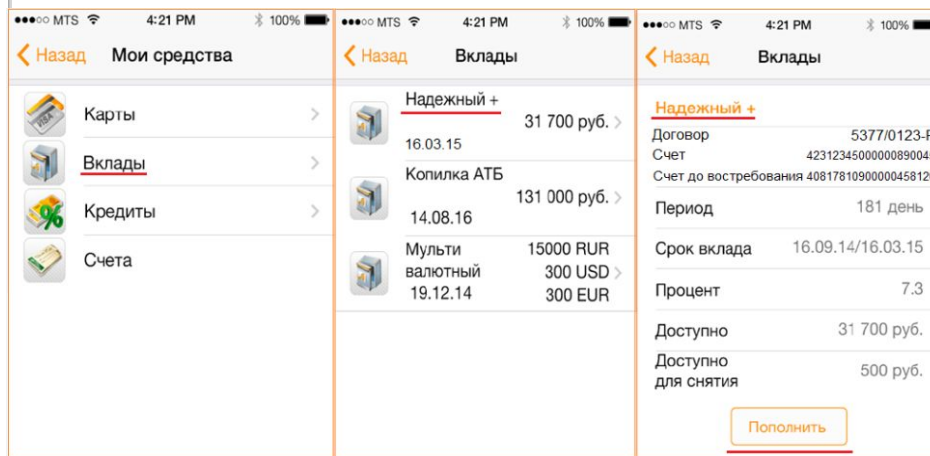 MTS 4:21 PM 100%
Назад Мои средства
VISA
Карты
Вклады
Кредиты
Счета
MTS 4:21 PM 100%
Назад Вклады
Надежный +
31 700 руб.
16.03.15
Копилка АТБ
131 000 руб.
14.08.16
Мульти 15000 RUR
валютный 300 USD
19.12.14 300 EUR
MTS 4:21 PM 100%
Назад Вклады
Надежный +
Договор 5377/0123-
Счет
Счет до востребования
Период 181 день
Срок вклада 16.09.14/16.03.15
Процент 7.3
Доступно 31 700 руб.
Доступно
для снятия 500 руб.
Пополнить